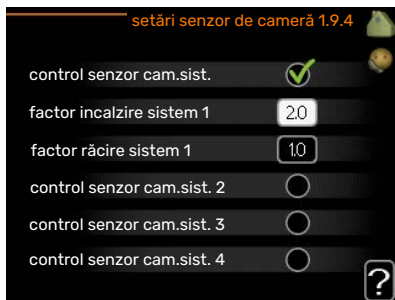 setări senzor de cameră 1.9.4
control senzor cam.sist.
factor incalzire sistem 1 2.0
factor răcire sistem 1 1.0
control senzor cam.sist. 2
control senzor cam.sist. 3
control senzor cam.sist. 4
?